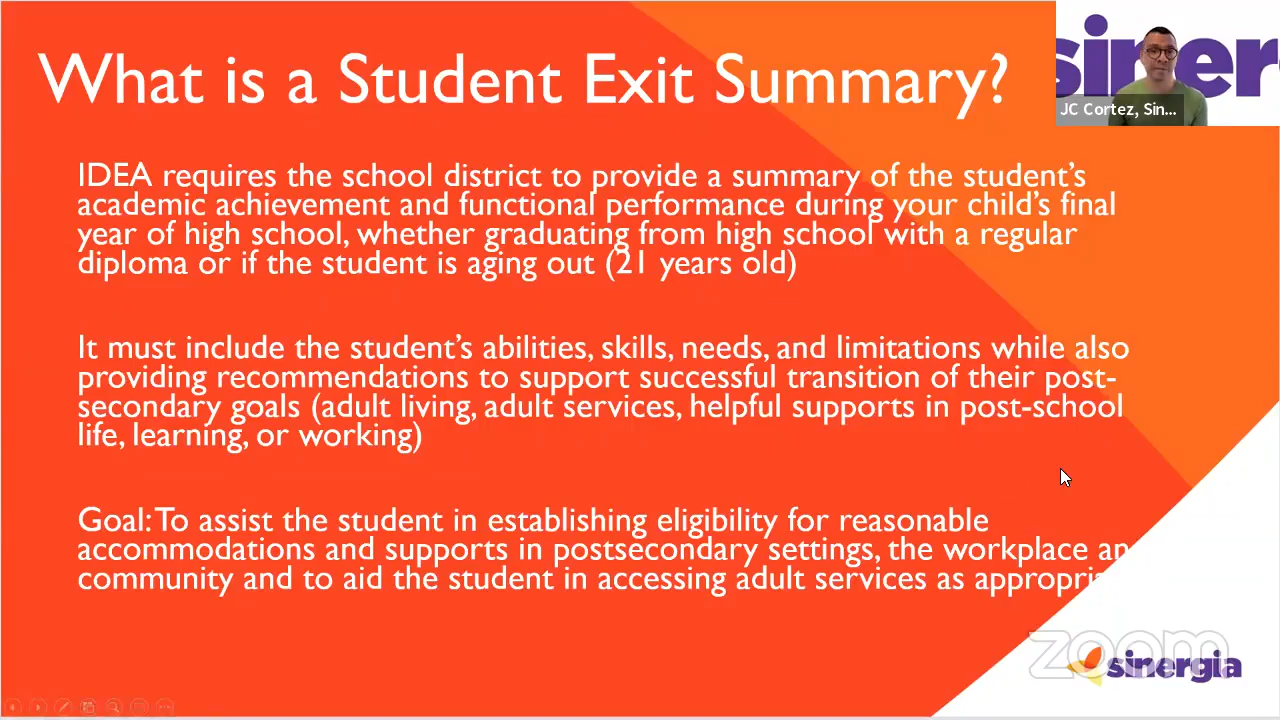 What is a Student Exit Summary?
siner
JC Cortez, Sin...
IDEA requires the school district to provide a summary of the student's
academic achievement and functional performance during your child's final
year of high school, whether graduating from high school with a regular
diploma or if the student is aging out (21 years old)
It must include the student's abilities, skills, needs, and limitations while also
providing recommendations to support successful transition of their post-
secondary goals (adult living, adult services, helpful supports in post-school
life, learning, or working)
Goal: To assist the student in establishing eligibility for reasonable
accommodations and supports in postsecondary settings, the workplace an
community and to aid the student in accessing adult services as appropri
zoom
sinergia